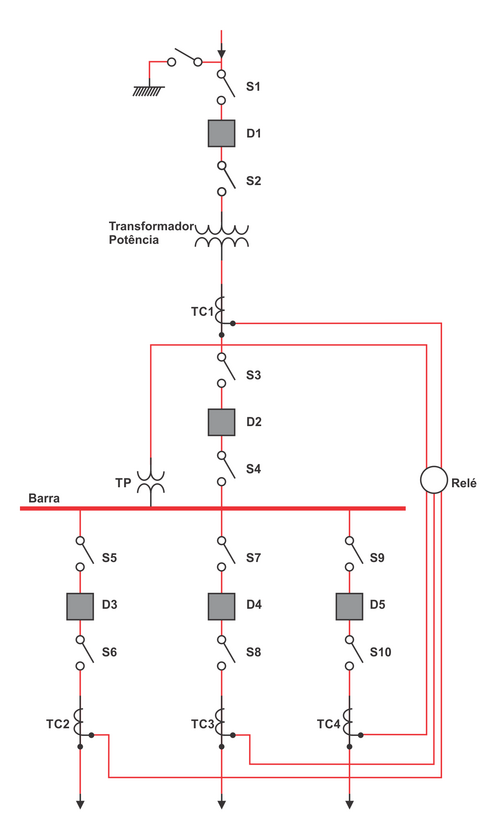 S1
D1
S2
Transformador
Potência
TC1
S3
D2
S4
TP
Relé
Barra
S5
S7
S9
D3
D4
D5
S6
S8
S10
TC2
TC3
TC4